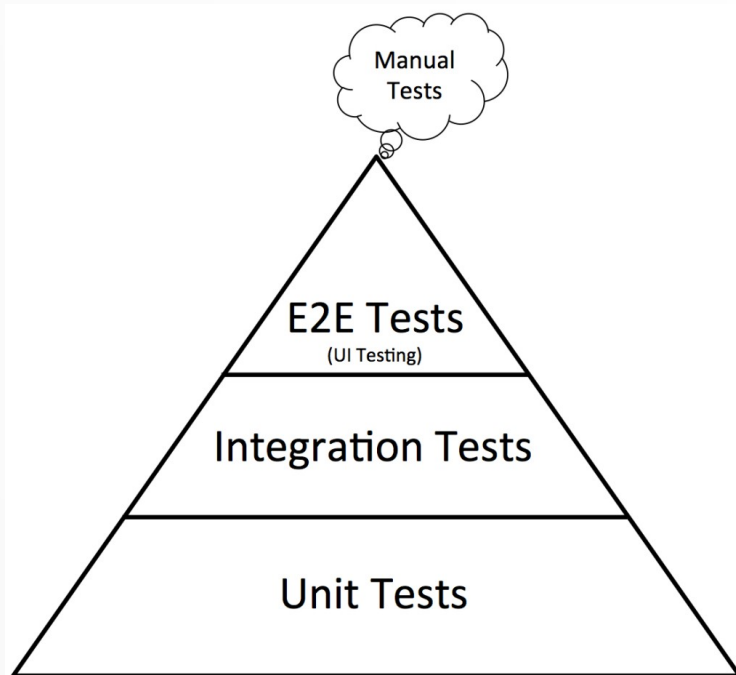 Manual
Tests
E2E Tests
(UI Testing)
Integration Tests
Unit Tests